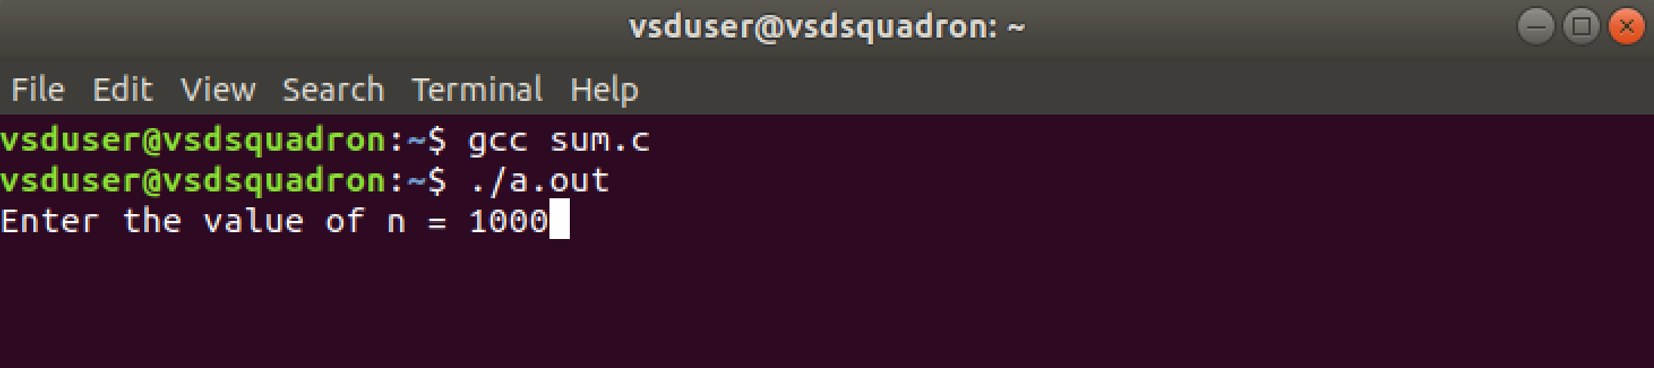 vsduser@vsdsquadron: ~
File Edit View Search Terminal Help
vsduser@vsdsquadron:~$ gcc sum.c
vsduser@vsdsquadron:~$ ./a.out
Enter the value of n = 1000